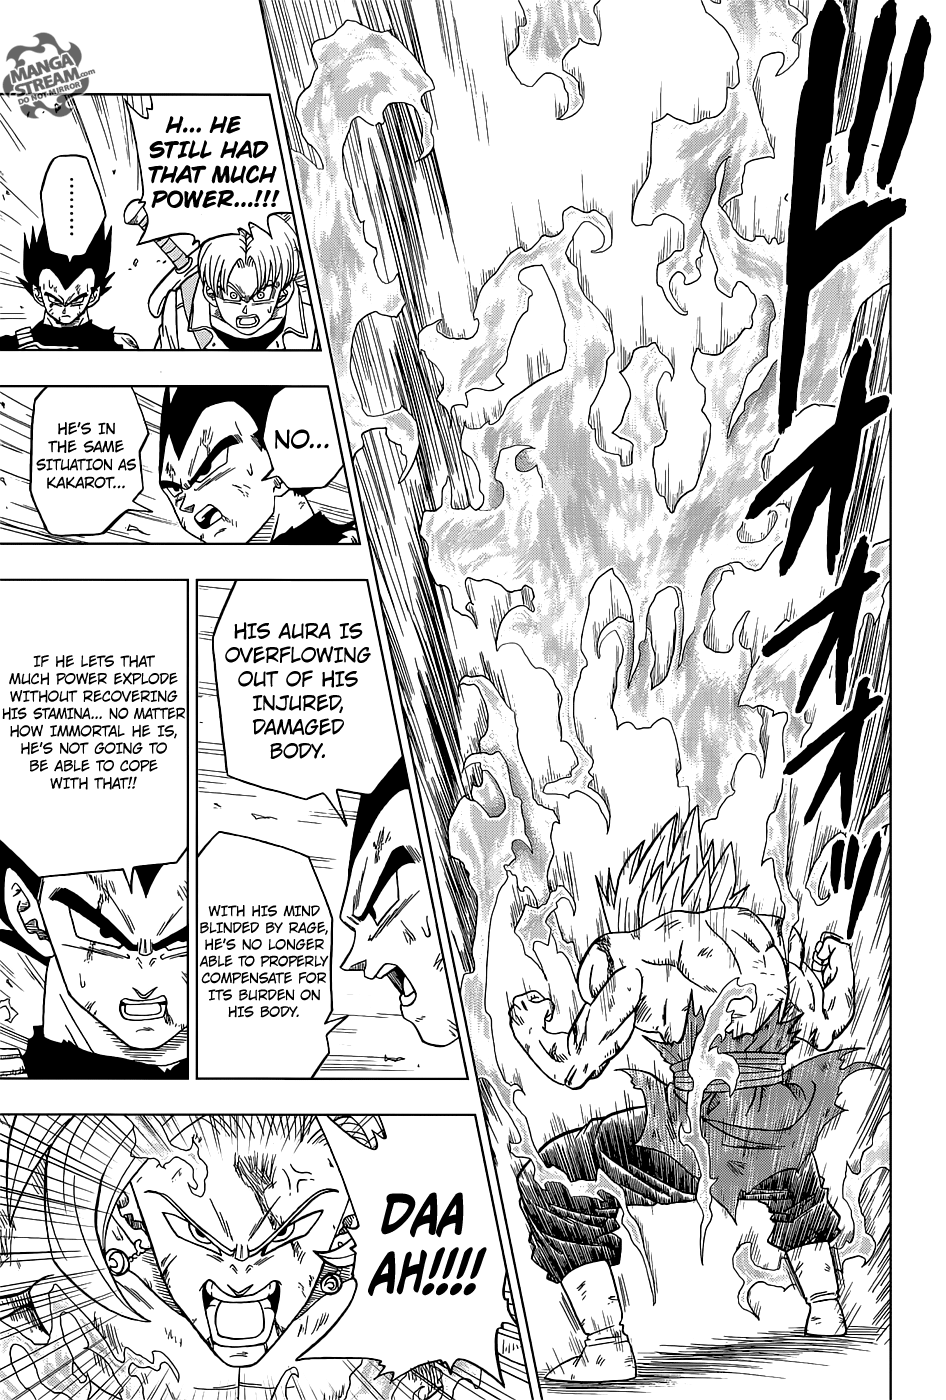 MANGA
STREAM.com
DO NOT MIRROR
ドドドドド
H... HE
STILL HAD
THAT MUCH
POWER...!!!
.......
NO...
HE'S IN
THE SAME
SITUATION AS
KAKAROT...
HIS AURA IS
OVERFLOWING
OUT OF HIS
INJURED,
DAMAGED
BODY.
WITH HIS MIND
BLINDED BY RAGE,
HE'S NO LONGER
ABLE TO PROPERLY
COMPENSATE FOR
ITS BURDEN ON
HIS BODY.
IF HE LETS THAT
MUCH POWER EXPLODE
WITHOUT RECOVERING
HIS STAMINA... NO MATTER
HOW IMMORTAL HE IS,
HE'S NOT GOING TO
BE ABLE TO COPE
WITH THAT!!
DAA
AH!!!!